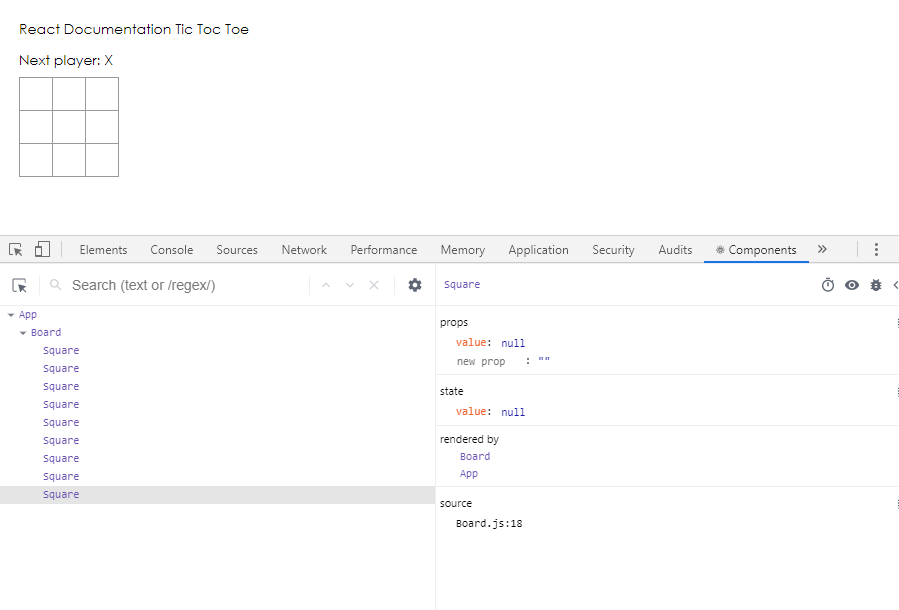 React Documentation Tic Toc Toe
Next player: X
Elements Console Sources Network Performance Memory Application Security Audits Components
Search (text or /regex/)
Square
App
Board
Square
Square
Square
Square
Square
Square
Square
Square
Square
props
value: null
new prop : ""
state
value: null
rendered by
Board
App
source
Board.js:18